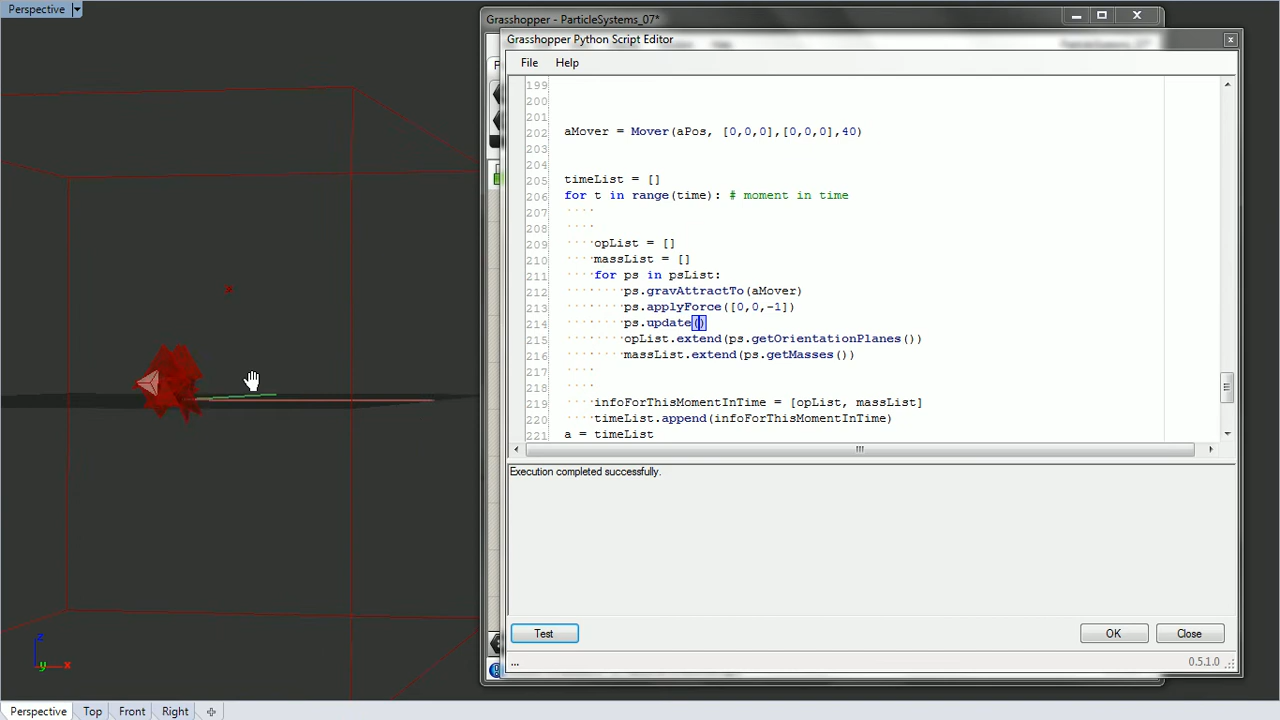 Perspective
Grasshopper - ParticleSystems_07*
Grasshopper Python Script Editor
File Help
199
200
201
202 aMover = Mover(aPos, [0,0,0],[0,0,0],40)
203
204
205 timeList = []
206 for t in range(time): # moment in time
207
208
209 opList = []
210 massList = []
211 for ps in psList:
212 ps.gravAttractTo(aMover)
213 ps.applyForce([0,0,-1])
214 ps.update()
215 opList.extend(ps.getOrientationPlanes())
216 massList.extend(ps.getMasses())
217
218
219 infoForThisMomentInTime = [opList, massList]
220 timeList.append(infoForThisMomentInTime)
221 a = timeList
Execution completed successfully.
Test OK Close
... 0.5.1.0
z
y x
Perspective Top Front Right